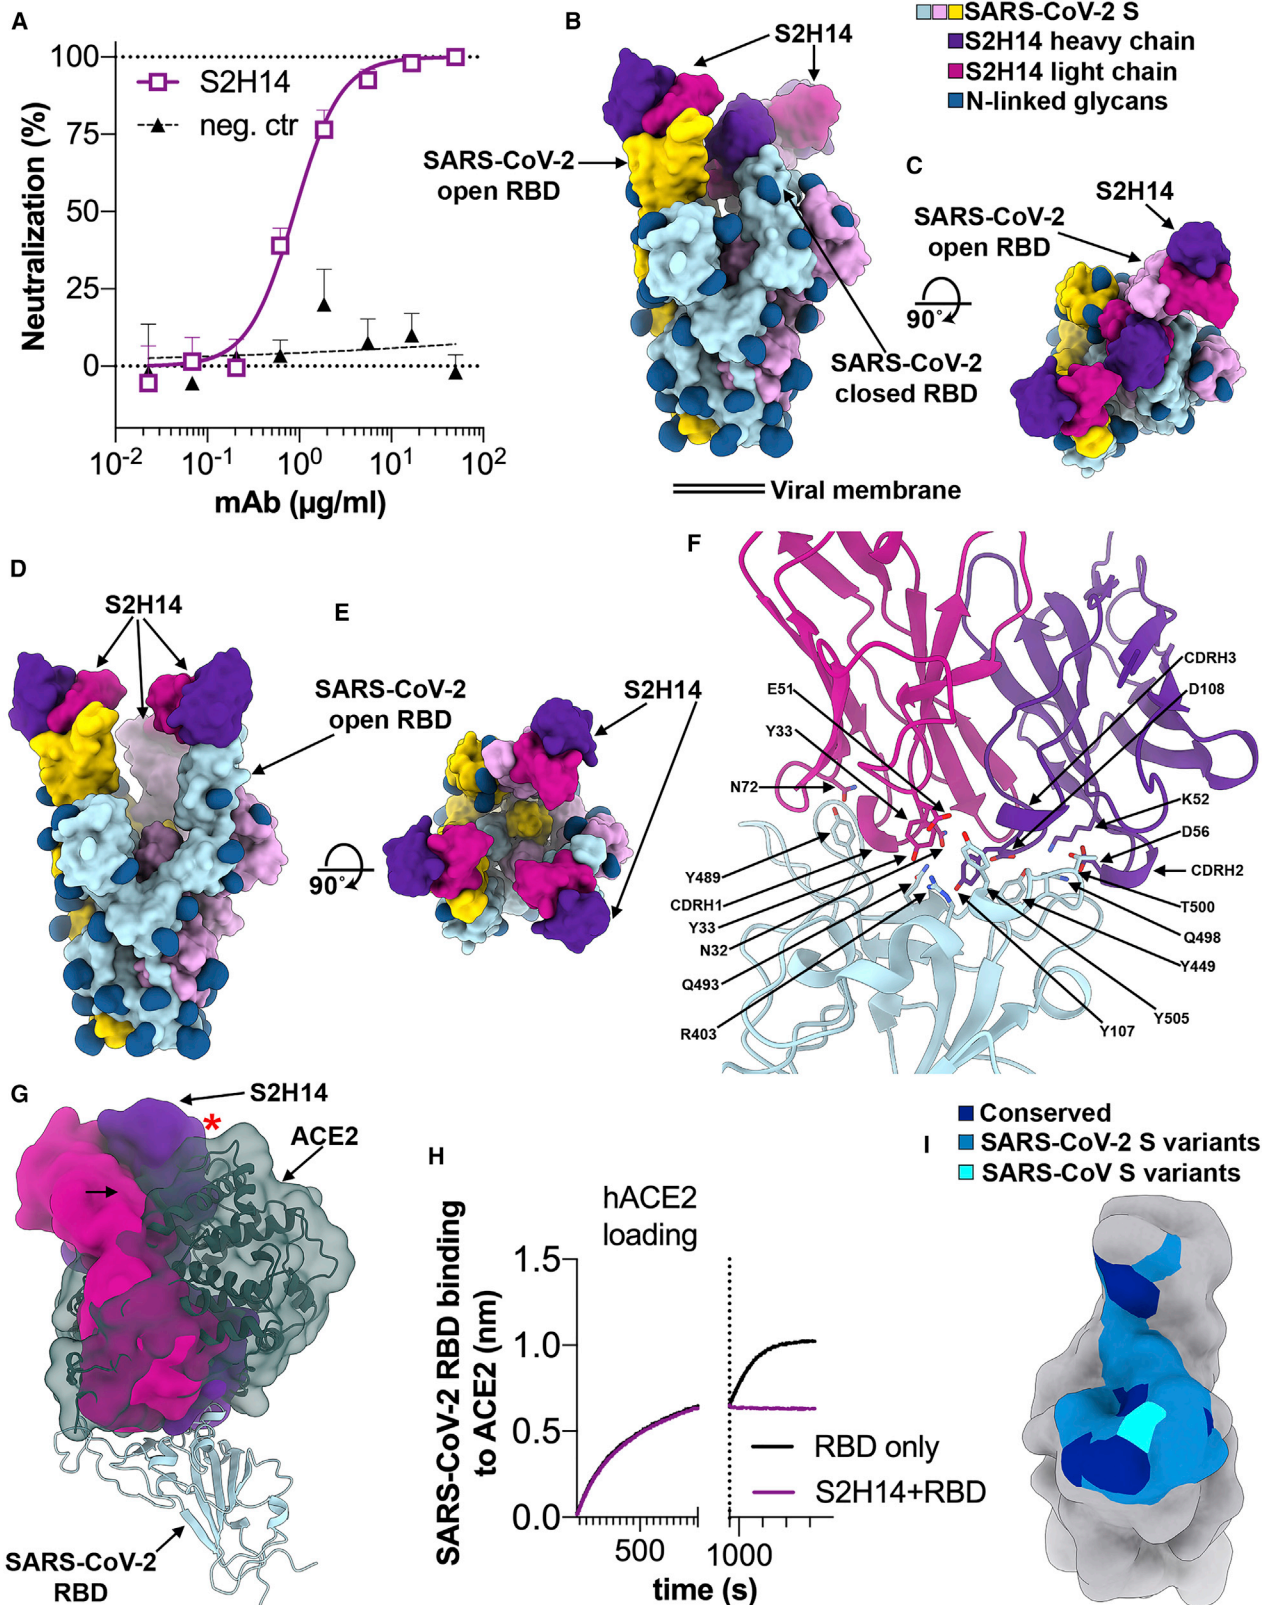 A
100
75
50
25
0
Neutralization (%)
S2H14
neg. ctr
10-2
10-1
100
101
102
mAb (µg/ml)
B
S2H14
SARS-CoV-2
open RBD
SARS-CoV-2
closed RBD
Viral membrane
SARS-CoV-2 S
S2H14 heavy chain
S2H14 light chain
N-linked glycans
C
S2H14
SARS-CoV-2
open RBD
90°
D
S2H14
SARS-CoV-2
open RBD
E
S2H14
90°
F
E51
Y33
N72
Y489
CDRH1
Y33
N32
Q493
R403
CDRH3
D108
K52
D56
CDRH2
T500
Q498
Y449
Y505
Y107
G
S2H14
*
ACE2
SARS-CoV-2
RBD
H
SARS-CoV-2 RBD binding
to ACE2 (nm)
hACE2
loading
1.5
1.0
0.5
0.0
RBD only
S2H14+RBD
500
1000
time (s)
I
Conserved
SARS-CoV-2 S variants
SARS-CoV S variants